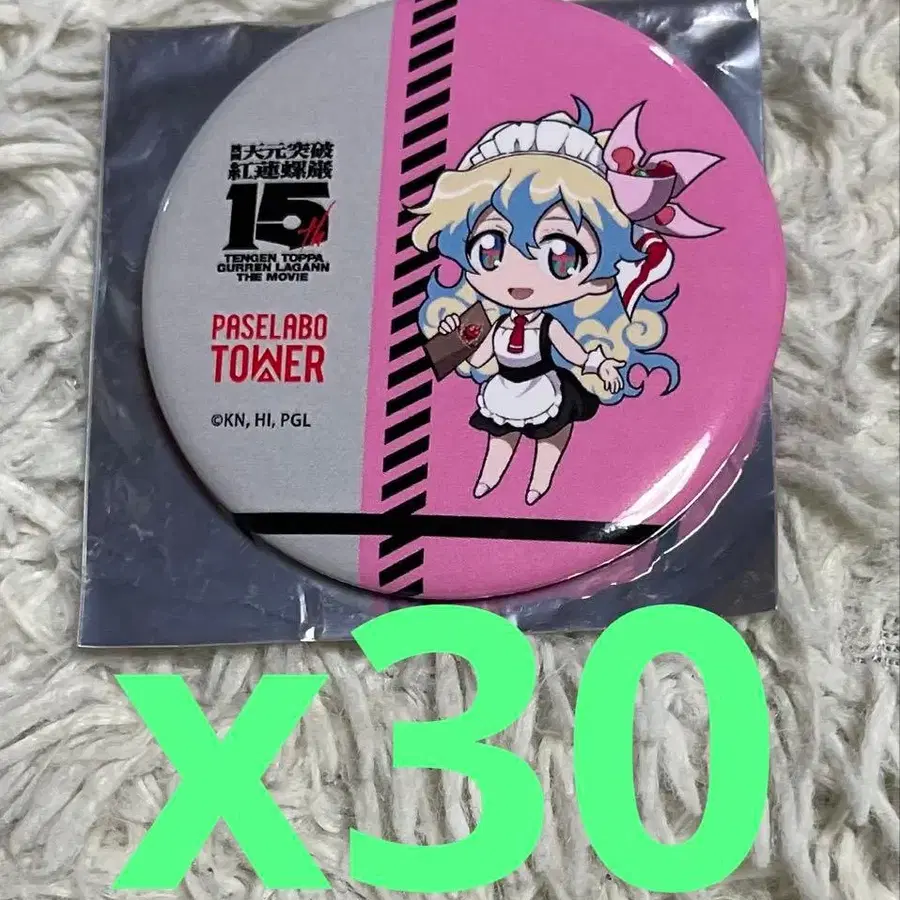 劇場版 天元突破
紅蓮螺巌
15th
TENGEN TOPPA
GURREN LAGANN
THE MOVIE
PASELABO
TOWER
©KN, HI, PGL
x30